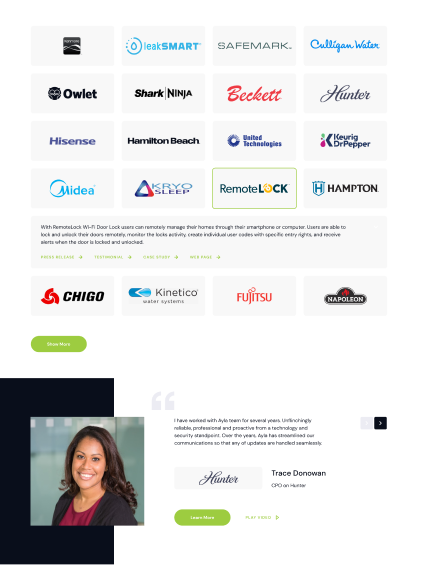 leakSMART
SAFEMARK
Culligan Water
Owlet
Shark | NINJA
Beckett
Hunter
Hisense
Hamilton Beach
United
Technologies
Keurig
DrPepper
Midea
KRYO
SLEEP
RemoteLOCK
HAMPTON
With RemoteLock Wi-Fi Door Lock users can remotely manage their homes through their smartphone or computer. Users are able to
lock and unlock their doors remotely, monitor the locks activity, create individual user codes with specific entry rights, and receive
alerts when the door is locked and unlocked.
PRESS RELEASE
TESTIMONIAL
CASE STUDY
WEB PAGE
CHIGO
Kinetico
water systems
FUJITSU
NAPOLEON
Show More
I have worked with Ayla team for several years. Unflinchingly
reliable, professional and proactive from a technology and
security standpoint. Over the years, Ayla has streamlined our
communications so that any of updates are handled seamlessly.
Hunter
Trace Donowan
CPO on Hunter
Learn More
PLAY VIDEO